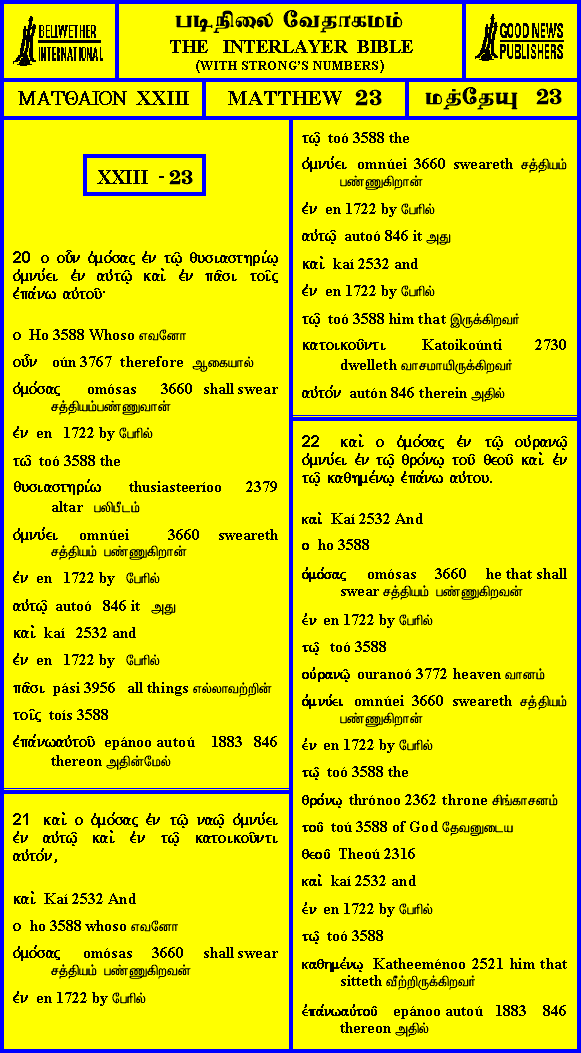 BELLWETHER
INTERNATIONAL
படிநிலை வேதாகமம்
THE INTERLAYER BIBLE
(WITH STRONG'S NUMBERS)
GOOD NEWS
PUBLISHERS
ΜΑΤΘΑΙΟΝ XXIII
MATTHEW 23
மத்தேயு 23
XXIII - 23
20 ο οὖν ὀμόσας ἐν τῷ θυσιαστηρίῳ
ὀμνύει ἐν αὐτῷ καὶ ἐν πᾶσι τοῖς
ἐπάνω αὐτοῦ·
ο Ho 3588 Whoso எவனோ
οὖν oún 3767 therefore ஆகையால்
ὀμόσας omósas 3660 shall swear
சத்தியம்பண்ணுவான்
ἐν en 1722 by பேரில்
τῶ toó 3588 the
θυσιαστηρίω thusiasteeríoo 2379
altar பலிபீடம்
ὀμνύει omnúei 3660 sweareth
சத்தியம் பண்ணுகிறான்
ἐν en 1722 by பேரில்
αὐτῷ autoó 846 it அது
καὶ kaí 2532 and
ἐν en 1722 by பேரில்
πᾶσι pási 3956 all things எல்லாவற்றின்
τοῖς toís 3588
ἐπάνωαὐτοῦ epánoo autoú 1883 846
thereon அதின்மேல்
21 καὶ ο ὀμόσας ἐν τῷ ναῷ ὀμνύει
ἐν αὐτῷ καὶ ἐν τῷ κατοικοῦντι
αὐτόν,
καὶ Kaí 2532 And
ο ho 3588 whoso எவனோ
ὀμόσας omósas 3660 shall swear
சத்தியம் பண்ணுகிறவன்
ἐν en 1722 by பேரில்
τῷ toó 3588 the
ὀμνύει omnúei 3660 sweareth சத்தியம்
பண்ணுகிறான்
ἐν en 1722 by பேரில்
αὐτῷ autoó 846 it அது
καὶ kaí 2532 and
ἐν en 1722 by பேரில்
τῷ toó 3588 him that இருக்கிறவர்
κατοικοῦντι Katoikoúnti 2730
dwelleth வாசமாயிருக்கிறவர்
αὐτόν autón 846 therein அதில்
22 καὶ ο ὀμόσας ἐν τῷ οὐρανῷ
ὀμνύει ἐν τῷ θρόνῳ τοῦ θεοῦ καὶ ἐν
τῷ καθημένῳ ἐπάνω αὐτου.
καὶ Kaí 2532 And
ο ho 3588
ὀμόσας omósas 3660 he that shall
swear சத்தியம் பண்ணுகிறவன்
ἐν en 1722 by பேரில்
τῷ toó 3588
οὐρανῷ ouranoó 3772 heaven வானம்
ὀμνύει omnúei 3660 sweareth சத்தியம்
பண்ணுகிறான்
ἐν en 1722 by பேரில்
τῷ toó 3588 the
θρόνῳ thrónoo 2362 throne சிங்காசனம்
τοῦ toú 3588 of God தேவனுடைய
θεοῦ Theoú 2316
καὶ kaí 2532 and
ἐν en 1722 by பேரில்
τῷ toó 3588
καθημένῳ Katheeménoo 2521 him that
sitteth வீற்றிருக்கிறவர்
ἐπάνωαὐτοῦ epánoo autoú 1883 846
thereon அதில்